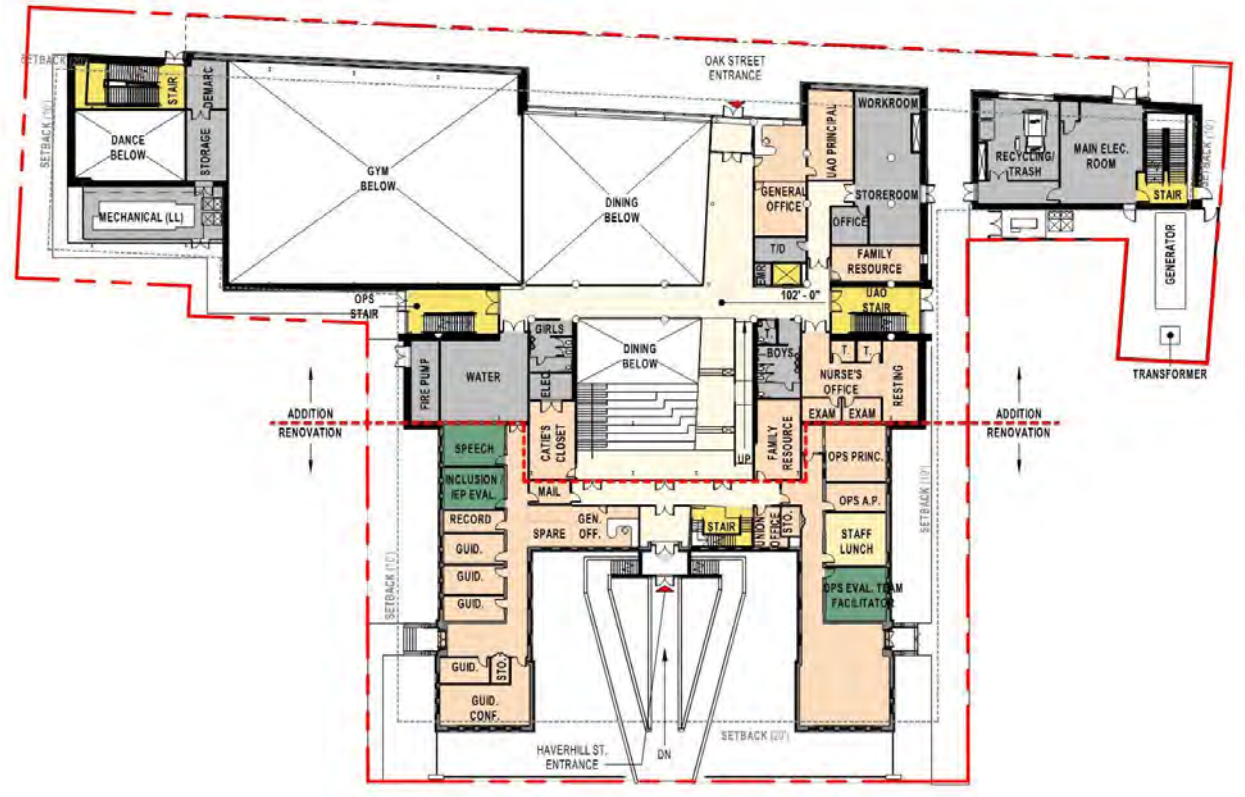 OAK STREET
ENTRANCE
SETBACK (20')
SETBACK (10')
STAIR
DEMARC
DANCE
BELOW
STORAGE
MECHANICAL (LL)
GYM
BELOW
DINING
BELOW
UAO PRINCIPAL
WORKROOM
GENERAL
OFFICE
STOREROOM
OFFICE
T/D
EMR
FAMILY
RESOURCE
RECYCLING/
TRASH
MAIN ELEC.
ROOM
STAIR
SETBACK (10')
GENERATOR
TRANSFORMER
OPS
STAIR
102' - 0"
UAO
STAIR
GIRLS
DINING
BELOW
T.
BOYS
T.
T.
FIRE PUMP
WATER
ELEC
NURSE'S
OFFICE
RESTING
EXAM
EXAM
ADDITION
RENOVATION
ADDITION
RENOVATION
CATIE'S
CLOSET
UP
FAMILY
RESOURCE
SPEECH
OPS PRINC.
INCLUSION /
IEP EVAL.
MAIL
OPS A.P.
RECORD
SPARE
GEN.
OFF.
STAIR
UNION
OFFICE
STO.
STAFF
LUNCH
GUID.
GUID.
GUID.
OPS EVAL. TEAM
FACILITATOR
SETBACK (10')
SETBACK (10')
GUID.
STO.
GUID.
CONF.
HAVERHILL ST.
ENTRANCE
DN
SETBACK (20')